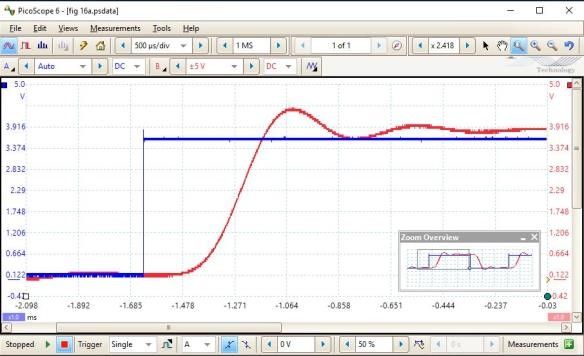 PicoScope 6 - [fig 16a.psdata]
File Edit Views Measurements Tools Help
500 µs/div 1 MS 1 of 1 x 2.418
A Auto DC B ±5 V DC
Technology
5.0 5.0
V V
3.916 3.916
3.374 3.374
2.832 2.832
2.29 2.29
1.748 1.748
1.206 1.206
0.664 0.664
0.122 0.122
-0.42 -0.42
Zoom Overview
-2.098 -1.892 -1.685 -1.478 -1.271 -1.064 -0.858 -0.651 -0.444 -0.237 -0.03
x1.0 ms x1.0
Stopped Trigger Single A 0 V 50 % 0 s Measurements